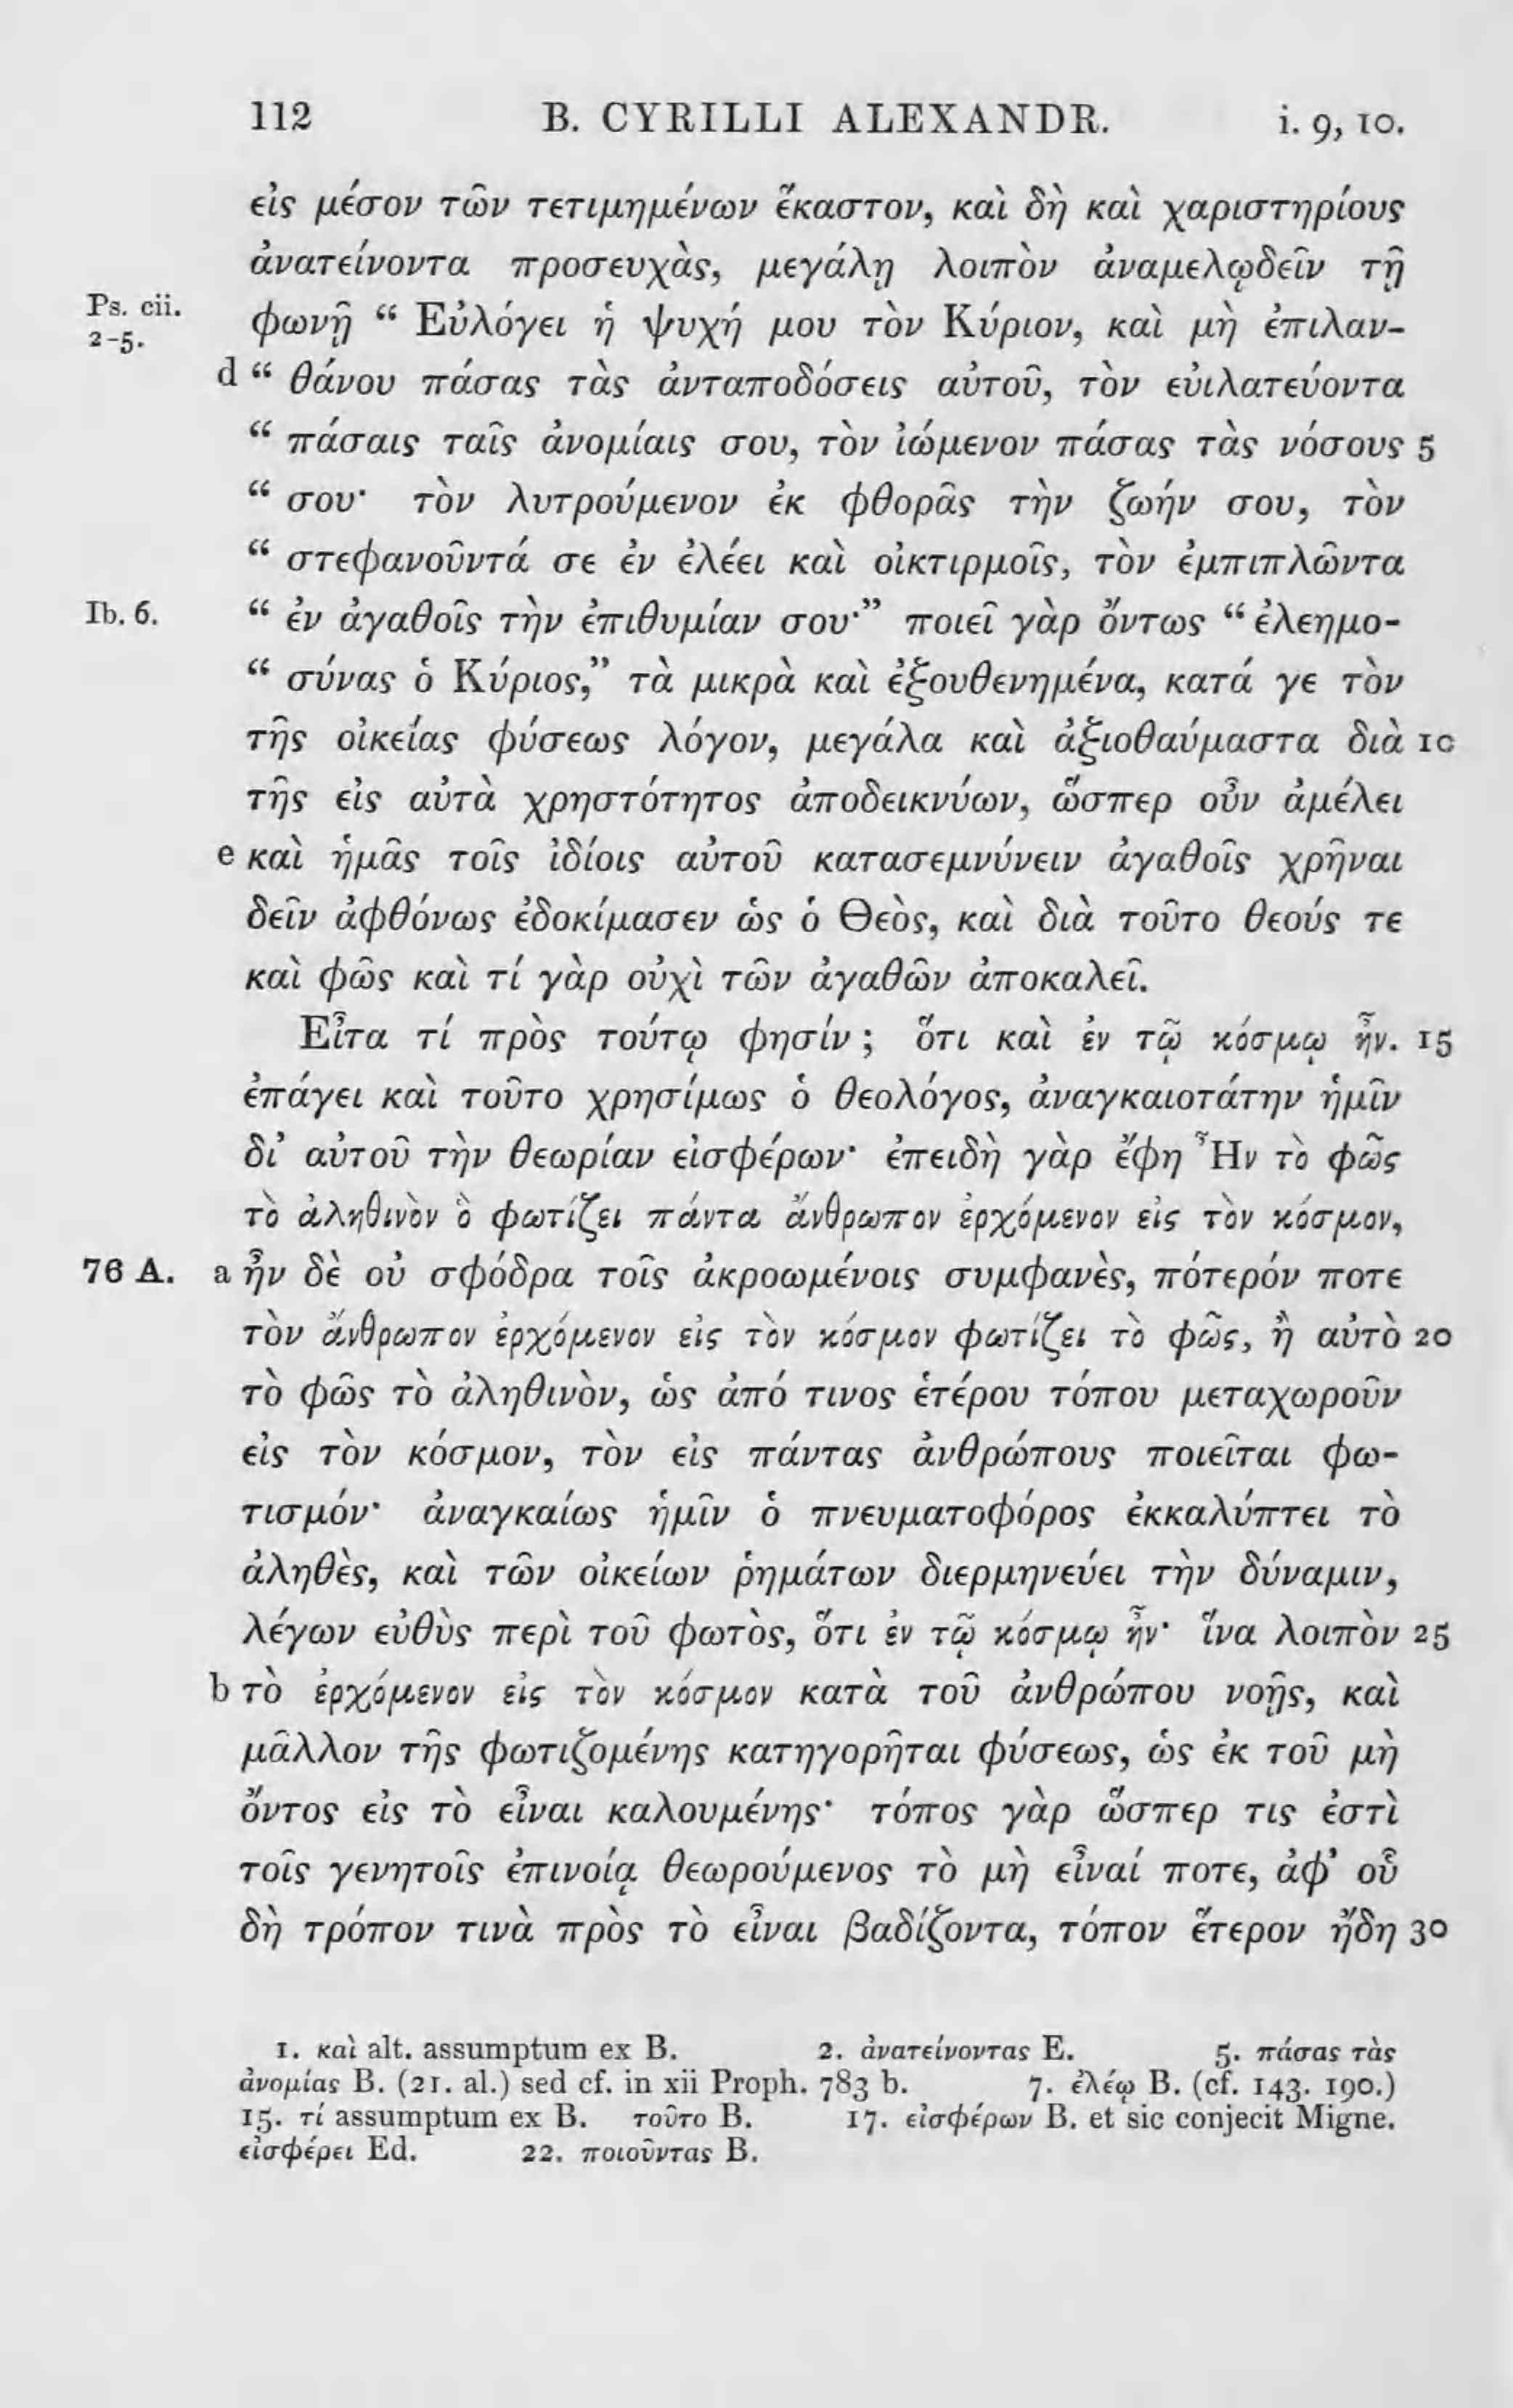 112 B. CYRILLI ALEXANDR. i. 9, 10.
εἰς μέσον τῶν τετιμημένων ἕκαστον, καὶ δὴ καὶ χαριστηρίους
ἀνατείνοντα προσευχὰς, μεγάλῃ λοιπὸν ἀναμελῳδεῖν τῇ
Ps. cii. 2-5. φωνῇ “ Εὐλόγει ἡ ψυχή μου τὸν Κύριον, καὶ μὴ ἐπιλαν-
d “ θάνου πάσας τὰς ἀνταποδόσεις αὐτοῦ, τὸν εὐιλατεύοντα
“ πάσαις ταῖς ἀνομίαις σου, τὸν ἰώμενον πάσας τὰς νόσους 5
“ σου· τὸν λυτρούμενον ἐκ φθορᾶς τὴν ζωήν σου, τὸν
“ στεφανοῦντά σε ἐν ἐλέει καὶ οἰκτιρμοῖς, τὸν ἐμπιπλῶντα
Ib. 6. “ ἐν ἀγαθοῖς τὴν ἐπιθυμίαν σου·” ποιεῖ γὰρ ὄντως “ ἐλεημο-
“ σύνας ὁ Κύριος,” τὰ μικρὰ καὶ ἐξουθενημένα, κατά γε τὸν
τῆς οἰκείας φύσεως λόγον, μεγάλα καὶ ἀξιοθαύμαστα διὰ 10
τῆς εἰς αὐτὰ χρηστότητος ἀποδεικνύων, ὥσπερ οὖν ἀμέλει
e καὶ ἡμᾶς τοῖς ἰδίοις αὐτοῦ κατασεμνύνειν ἀγαθοῖς χρῆναι
δεῖν ἀφθόνως ἐδοκίμασεν ὡς ὁ Θεὸς, καὶ διὰ τοῦτο θεούς τε
καὶ φῶς καὶ τί γὰρ οὐχὶ τῶν ἀγαθῶν ἀποκαλεῖ.
Εἶτα τί πρὸς τούτῳ φησίν ; ὅτι καὶ ἐν τῷ κόσμῳ ἦν. 15
ἐπάγει καὶ τοῦτο χρησίμως ὁ θεολόγος, ἀναγκαιοτάτην ἡμῖν
δι’ αὐτοῦ τὴν θεωρίαν εἰσφέρων· ἐπειδὴ γὰρ ἔφη Ἦν τὸ φῶς
τὸ ἀληθινὸν ὃ φωτίζει πάντα ἄνθρωπον ἐρχόμενον εἰς τὸν κόσμον,
76 A. a ἦν δὲ οὐ σφόδρα τοῖς ἀκροωμένοις συμφανὲς, πότερόν ποτε
τὸν ἄνθρωπον ἐρχόμενον εἰς τὸν κόσμον φωτίζει τὸ φῶς, ἢ αὐτὸ 20
τὸ φῶς τὸ ἀληθινὸν, ὡς ἀπό τινος ἑτέρου τόπου μεταχωροῦν
εἰς τὸν κόσμον, τὸν εἰς πάντας ἀνθρώπους ποιεῖται φω-
τισμόν· ἀναγκαίως ἡμῖν ὁ πνευματοφόρος ἐκκαλύπτει τὸ
ἀληθὲς, καὶ τῶν οἰκείων ῥημάτων διερμηνεύει τὴν δύναμιν,
λέγων εὐθὺς περὶ τοῦ φωτὸς, ὅτι ἐν τῷ κόσμῳ ἦν· ἵνα λοιπὸν 25
b τὸ ἐρχόμενον εἰς τὸν κόσμον κατὰ τοῦ ἀνθρώπου νοῇς, καὶ
μᾶλλον τῆς φωτιζομένης κατηγορῆται φύσεως, ὡς ἐκ τοῦ μὴ
ὄντος εἰς τὸ εἶναι καλουμένης· τόπος γὰρ ὥσπερ τις ἐστὶ
τοῖς γενητοῖς ἐπινοίᾳ θεωρούμενος τὸ μὴ εἶναί ποτε, ἀφ’ οὗ
δὴ τρόπον τινὰ πρὸς τὸ εἶναι βαδίζοντα, τόπον ἕτερον ἤδη 30
1. καὶ alt. assumptum ex B. 2. ἀνατείνοντας E. 5. πάσας τὰς
ἀνομίας B. (21. al.) sed cf. in xii Proph. 783 b. 7. ἐλέῳ B. (cf. 143. 190.)
15. τί assumptum ex B. τοῦτο B. 17. εἰσφέρων B. et sic conjecit Migne.
εἰσφέρει Ed. 22. ποιοῦντας B.